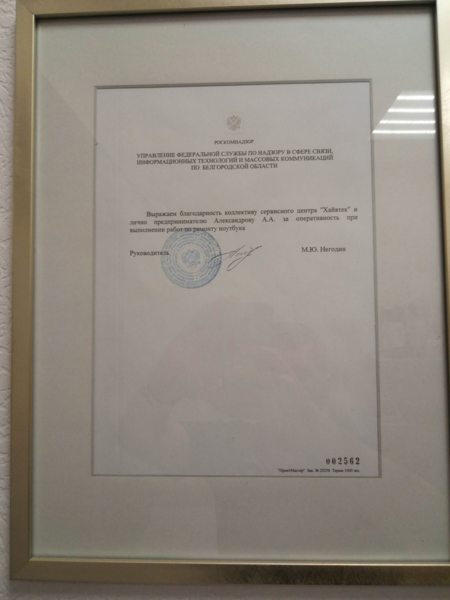 РОСКОМНАДЗОР
УПРАВЛЕНИЕ ФЕДЕРАЛЬНОЙ СЛУЖБЫ ПО НАДЗОРУ В СФЕРЕ СВЯЗИ,
ИНФОРМАЦИОННЫХ ТЕХНОЛОГИЙ И МАССОВЫХ КОММУНИКАЦИЙ
ПО БЕЛГОРОДСКОЙ ОБЛАСТИ
Выражаем благодарность коллективу сервисного центра "Хайтек" и
лично предпринимателю Александрову А.А. за оперативность при
выполнении работ по ремонту ноутбука
Руководитель М.Ю. Негодин
002562